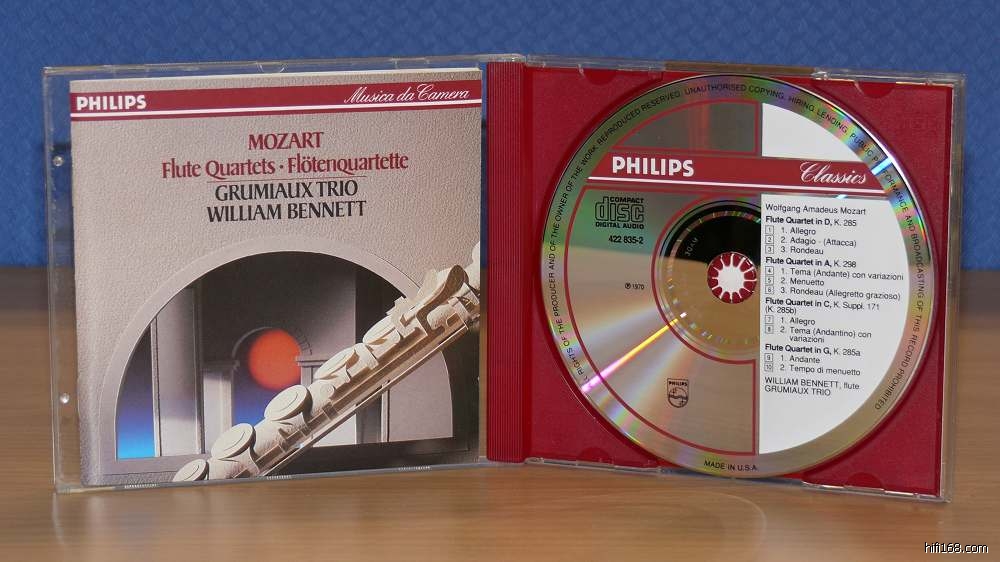 PHILIPS
Musica da Camera
MOZART
Flute Quartets · Flötenquartette
GRUMIAUX TRIO
WILLIAM BENNETT
RIGHTS OF THE PRODUCER AND OF THE OWNER OF THE WORK REPRODUCED RESERVED. UNAUTHORISED COPYING, HIRING, LENDING, PUBLIC PERFORMANCE AND BROADCASTING OF THIS RECORD PROHIBITED
PHILIPS
Classics
COMPACT
disc
DIGITAL AUDIO
422 835-2
℗ 1970
Wolfgang Amadeus Mozart
Flute Quartet in D, K. 285
1 1. Allegro
2 2. Adagio - (Attacca)
3 3. Rondeau
Flute Quartet in A, K. 298
4 1. Tema (Andante) con variazioni
5 2. Menuetto
6 3. Rondeau (Allegretto grazioso)
Flute Quartet in C, K. Suppl. 171
(K. 285b)
7 1. Allegro
8 2. Tema (Andantino) con
variazioni
Flute Quartet in G, K. 285a
9 1. Andante
10 2. Tempo di menuetto
WILLIAM BENNETT, flute
GRUMIAUX TRIO
PHILIPS
MADE IN U.S.A.
hifi168.com